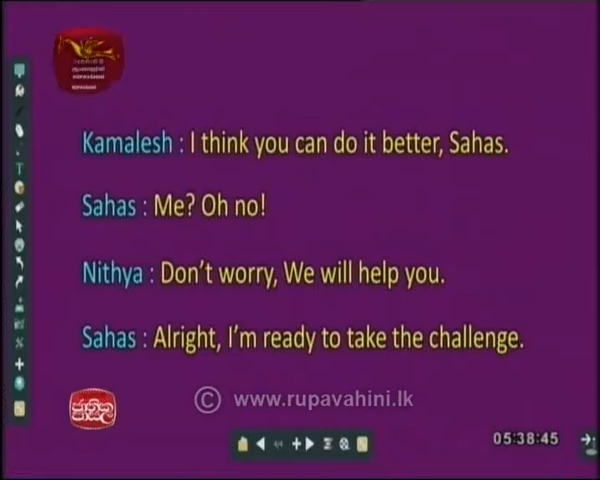 Kamalesh : I think you can do it better, Sahas.
Sahas : Me? Oh no!
Nithya : Don't worry, We will help you.
Sahas : Alright, I'm ready to take the challenge.
© www.rupavahini.lk
05:38:45